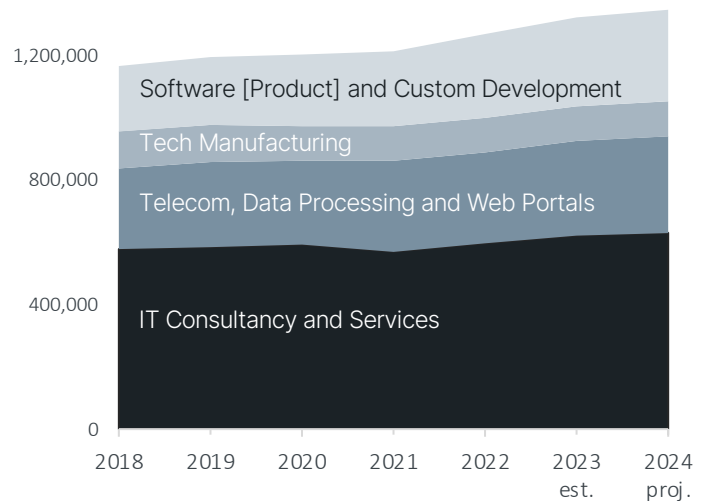 1,200,000
Software [Product] and Custom Development
Tech Manufacturing
800,000
Telecom, Data Processing and Web Portals
400,000
IT Consultancy and Services
0
2018 2019 2020 2021 2022 2023 2024
est. proj.